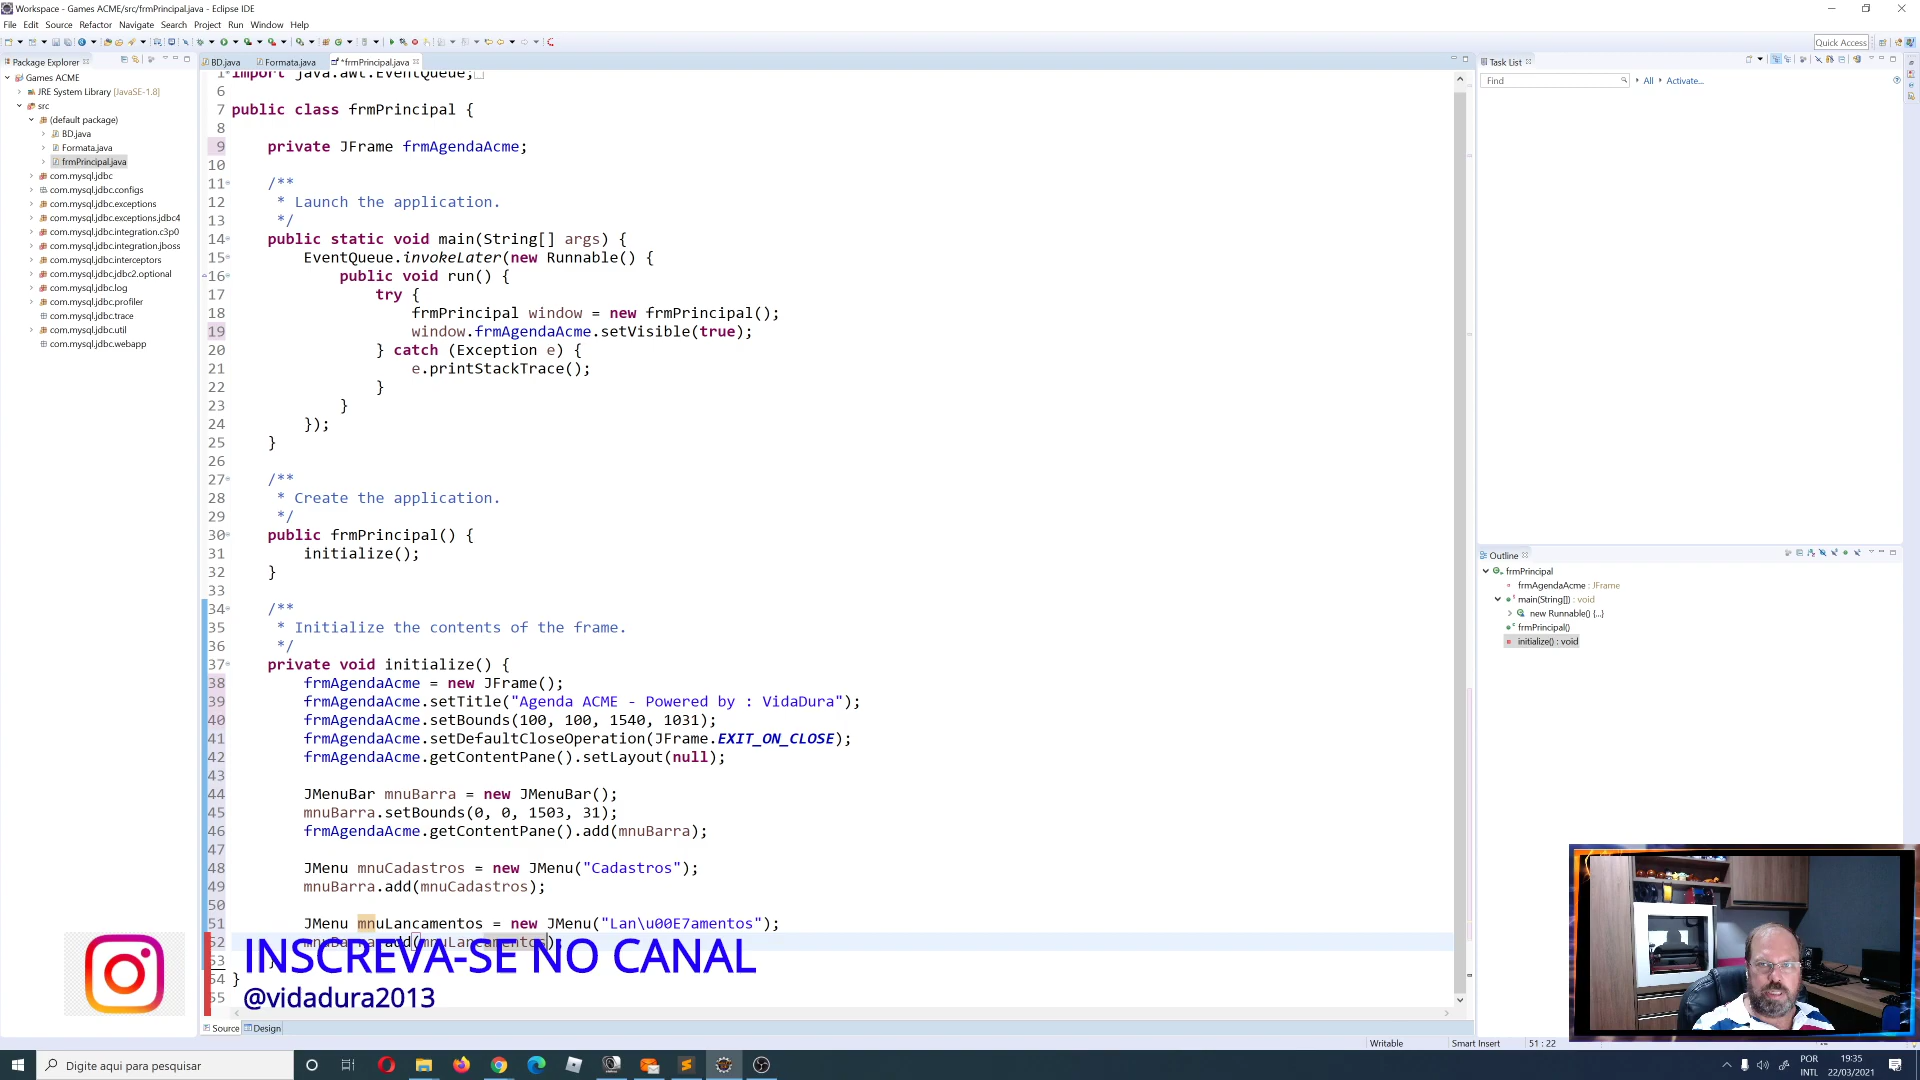 Workspace - Games ACME/src/frmPrincipal.java - Eclipse IDE
File Edit Source Refactor Navigate Search Project Run Window Help
Quick Access
Package Explorer
Games ACME
JRE System Library [JavaSE-1.8]
src
(default package)
BD.java
Formata.java
frmPrincipal.java
com.mysql.jdbc
com.mysql.jdbc.configs
com.mysql.jdbc.exceptions
com.mysql.jdbc.exceptions.jdbc4
com.mysql.jdbc.integration.c3p0
com.mysql.jdbc.integration.jboss
com.mysql.jdbc.interceptors
com.mysql.jdbc.jdbc2.optional
com.mysql.jdbc.log
com.mysql.jdbc.profiler
com.mysql.jdbc.trace
com.mysql.jdbc.util
com.mysql.jdbc.webapp
BD.java Formata.java *frmPrincipal.java
1 import java.awt.EventQueue;
6
7 public class frmPrincipal {
8
9 private JFrame frmAgendaAcme;
10
11 /**
12 * Launch the application.
13 */
14 public static void main(String[] args) {
15 EventQueue.invokeLater(new Runnable() {
16 public void run() {
17 try {
18 frmPrincipal window = new frmPrincipal();
19 window.frmAgendaAcme.setVisible(true);
20 } catch (Exception e) {
21 e.printStackTrace();
22 }
23 }
24 });
25 }
26
27 /**
28 * Create the application.
29 */
30 public frmPrincipal() {
31 initialize();
32 }
33
34 /**
35 * Initialize the contents of the frame.
36 */
37 private void initialize() {
38 frmAgendaAcme = new JFrame();
39 frmAgendaAcme.setTitle("Agenda ACME - Powered by : VidaDura");
40 frmAgendaAcme.setBounds(100, 100, 1540, 1031);
41 frmAgendaAcme.setDefaultCloseOperation(JFrame.EXIT_ON_CLOSE);
42 frmAgendaAcme.getContentPane().setLayout(null);
43
44 JMenuBar mnuBarra = new JMenuBar();
45 mnuBarra.setBounds(0, 0, 1503, 31);
46 frmAgendaAcme.getContentPane().add(mnuBarra);
47
48 JMenu mnuCadastros = new JMenu("Cadastros");
49 mnuBarra.add(mnuCadastros);
50
51 JMenu mnuLancamentos = new JMenu("Lan\u00E7amentos");
52 mnuBarra.add(mnuLancamentos);
53 }
54 }
55
INSCREVA-SE NO CANAL
@vidadura2013
Source Design
Task List
Find
All Activate...
Outline
frmPrincipal
frmAgendaAcme : JFrame
main(String[]) : void
new Runnable() {...}
frmPrincipal()
initialize() : void
Writable Smart Insert 51 : 22
Digite aqui para pesquisar
POR
INTL
19:35
22/03/2021